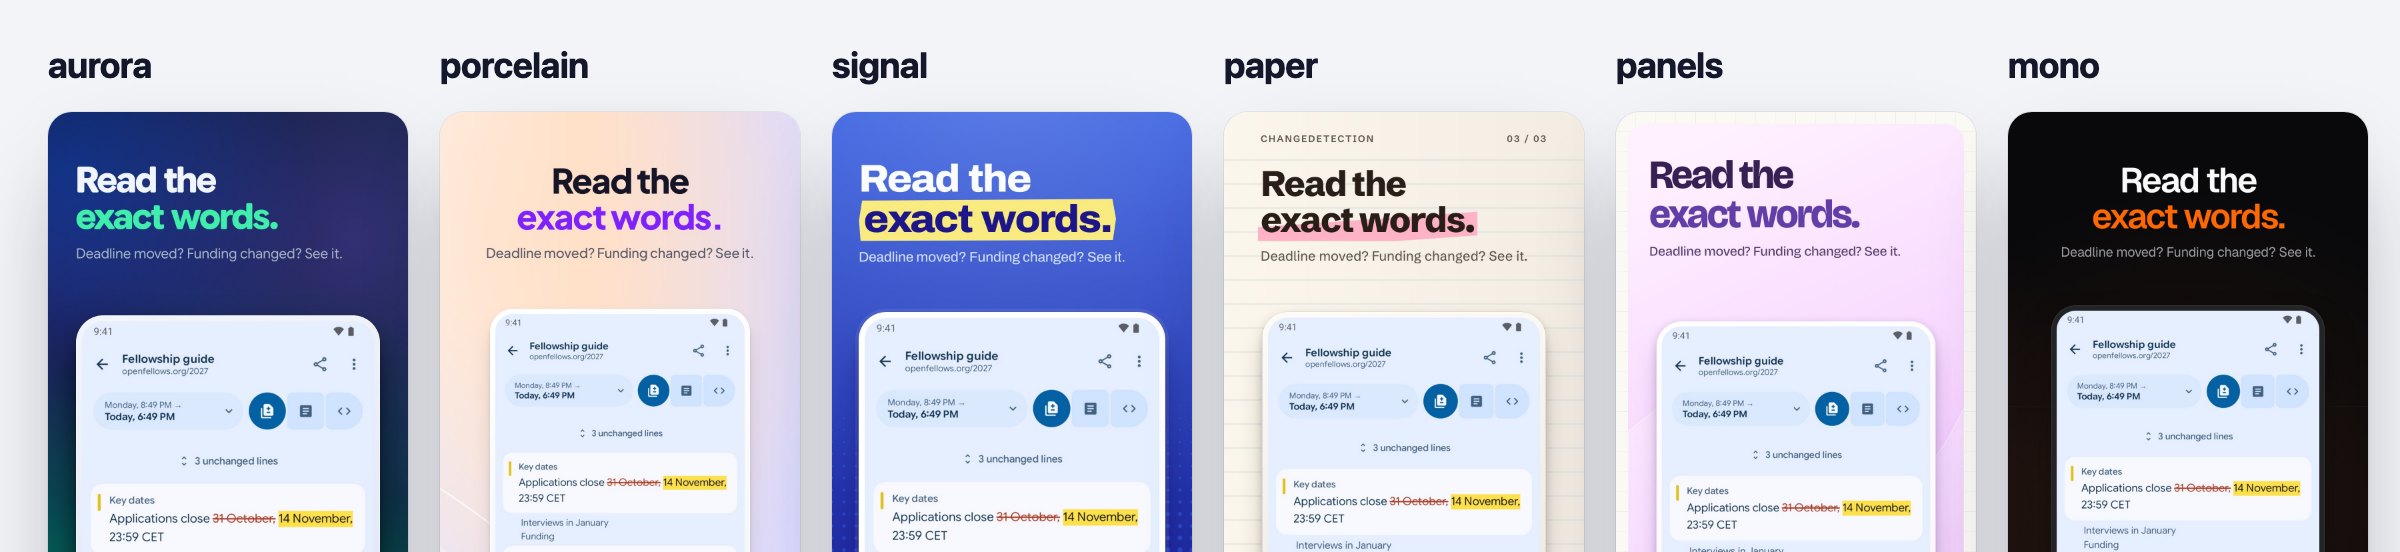 aurora
Read the
exact words.
Deadline moved? Funding changed? See it.
9:41
Fellowship guide
openfellows.org/2027
Monday, 8:49 PM →
Today, 6:49 PM
3 unchanged lines
Key dates
Applications close 31 October, 14 November,
23:59 CET
porcelain
Read the
exact words.
Deadline moved? Funding changed? See it.
9:41
Fellowship guide
openfellows.org/2027
Monday, 8:49 PM →
Today, 6:49 PM
3 unchanged lines
Key dates
Applications close 31 October, 14 November,
23:59 CET
Interviews in January
Funding
signal
Read the
exact words.
Deadline moved? Funding changed? See it.
9:41
Fellowship guide
openfellows.org/2027
Monday, 8:49 PM →
Today, 6:49 PM
3 unchanged lines
Key dates
Applications close 31 October, 14 November,
23:59 CET
paper
CHANGEDETECTION 03 / 03
Read the
exact words.
Deadline moved? Funding changed? See it.
9:41
Fellowship guide
openfellows.org/2027
Monday, 8:49 PM →
Today, 6:49 PM
3 unchanged lines
Key dates
Applications close 31 October, 14 November,
23:59 CET
Interviews in January
panels
Read the
exact words.
Deadline moved? Funding changed? See it.
9:41
Fellowship guide
openfellows.org/2027
Monday, 8:49 PM →
Today, 6:49 PM
3 unchanged lines
Key dates
Applications close 31 October, 14 November,
23:59 CET
Interviews in January
mono
Read the
exact words.
Deadline moved? Funding changed? See it.
9:41
Fellowship guide
openfellows.org/2027
Monday, 8:49 PM →
Today, 6:49 PM
3 unchanged lines
Key dates
Applications close 31 October, 14 November,
23:59 CET
Interviews in January
Funding